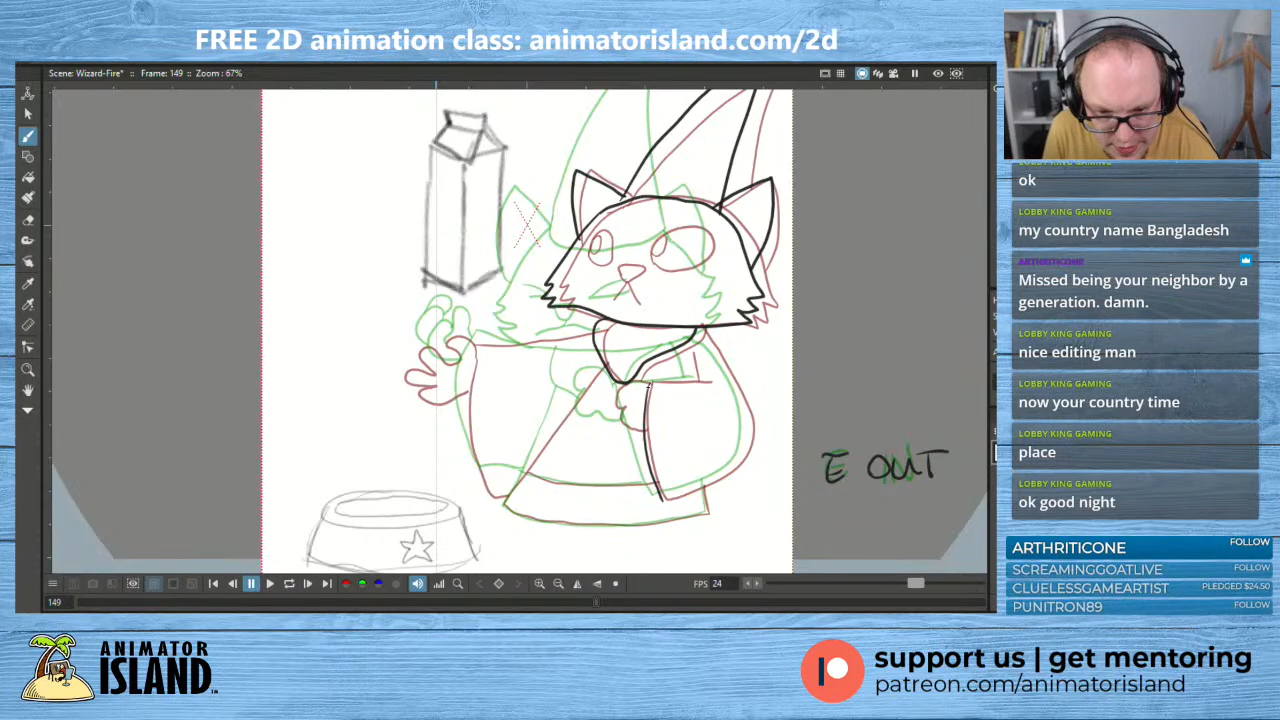 FREE 2D animation class: animatorisland.com/2d
Scene: Wizard-Fire* :: Frame: 149 :: Zoom : 67%
ok
LOBBY KING GAMING
my country name Bangladesh
ARTHRITICONE
Missed being your neighbor by a
generation. damn.
LOBBY KING GAMING
nice editing man
LOBBY KING GAMING
now your country time
LOBBY KING GAMING
place
LOBBY KING GAMING
ok good night
E OUT
ARTHRITICONE FOLLOW
SCREAMINGGOATLIVE FOLLOW
CLUELESSGAMEARTIST PLEDGED $24.50
PUNITRON89 FOLLOW
FPS 24
149
ANIMATOR
ISLAND™
support us | get mentoring
patreon.com/animatorisland